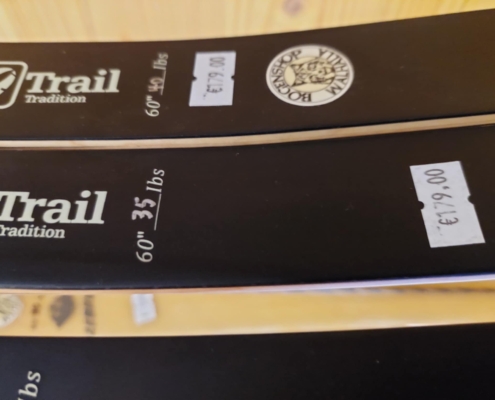 Trail
Tradition
60" 40 lbs
€179.00
BOGENSHOP
Trail
Tradition
60" 35 lbs
€179.00
lbs